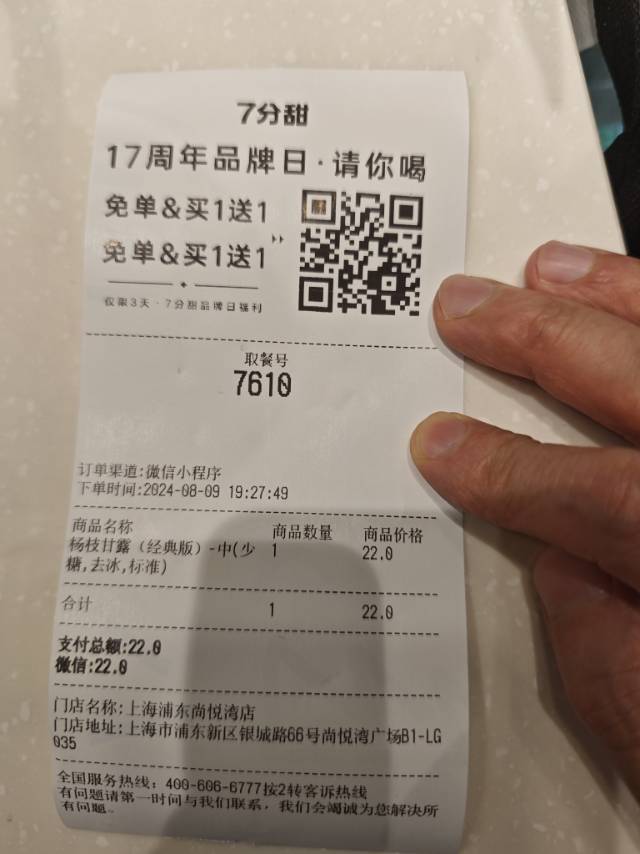 7分甜
17周年品牌日·请你喝
免单&买1送1
免单&买1送1
仅限3天·7分甜品牌日福利
取餐号
7610
订单渠道:微信小程序
下单时间:2024-08-09 19:27:49
商品名称 商品数量 商品价格
杨枝甘露（经典版）-中(少 1 22.0
糖,去冰,标准)
合计 1 22.0
支付总额:22.0
微信:22.0
门店名称:上海浦东尚悦湾店
门店地址:上海市浦东新区银城路66号尚悦湾广场B1-LG
035
全国服务热线: 400-606-6777按2转客诉热线
有问题请第一时间与我们联系，我们会竭诚为您解决所
有问题。